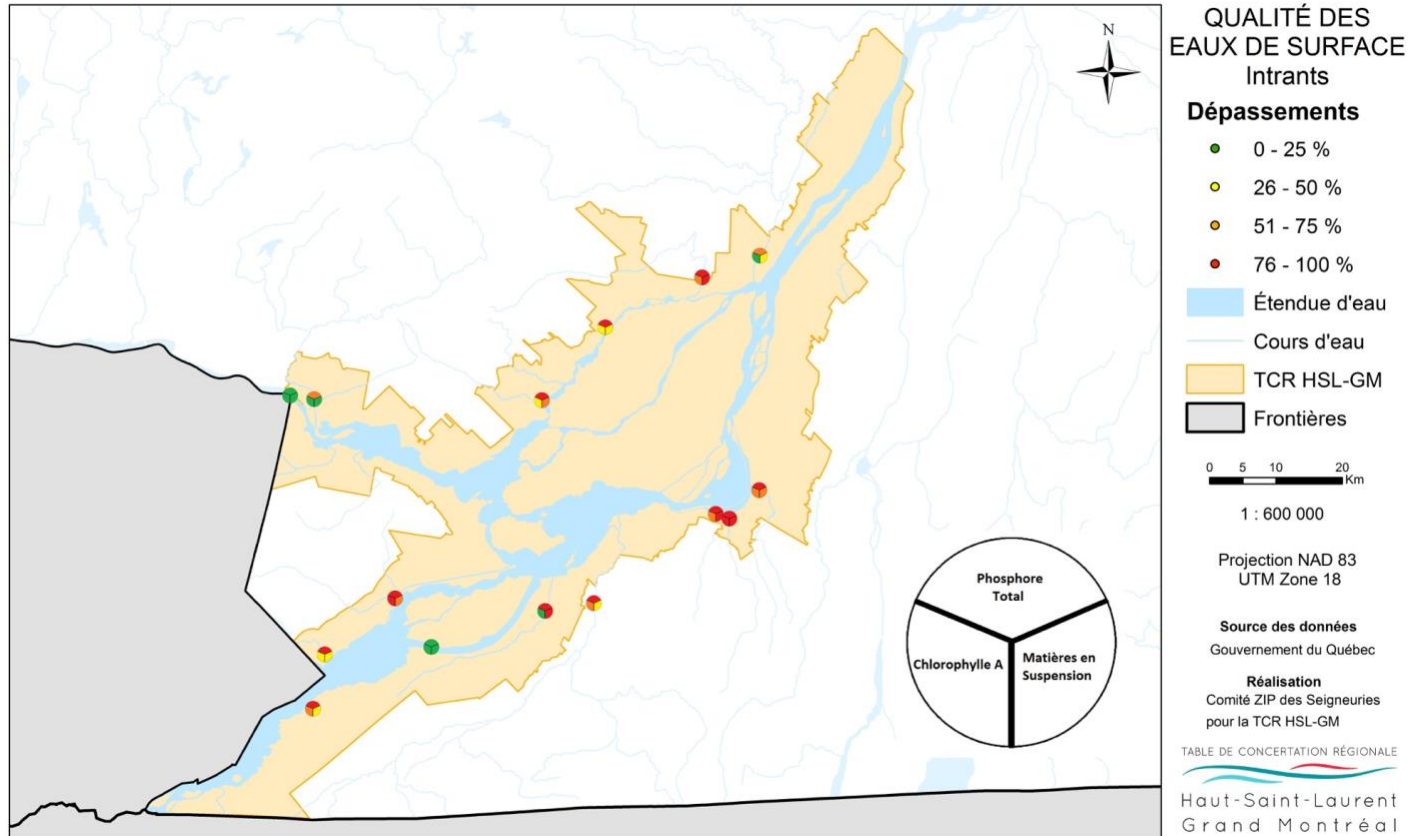 N
QUALITÉ DES
EAUX DE SURFACE
Intrants
Dépassements
0 - 25 %
26 - 50 %
51 - 75 %
76 - 100 %
Étendue d'eau
Cours d'eau
TCR HSL-GM
Frontières
0 5 10 20
Km
1 : 600 000
Projection NAD 83
UTM Zone 18
Source des données
Gouvernement du Québec
Réalisation
Comité ZIP des Seigneuries
pour la TCR HSL-GM
TABLE DE CONCERTATION RÉGIONALE
Haut-Saint-Laurent
Grand Montréal
Phosphore
Total
Chlorophylle A
Matières en
Suspension